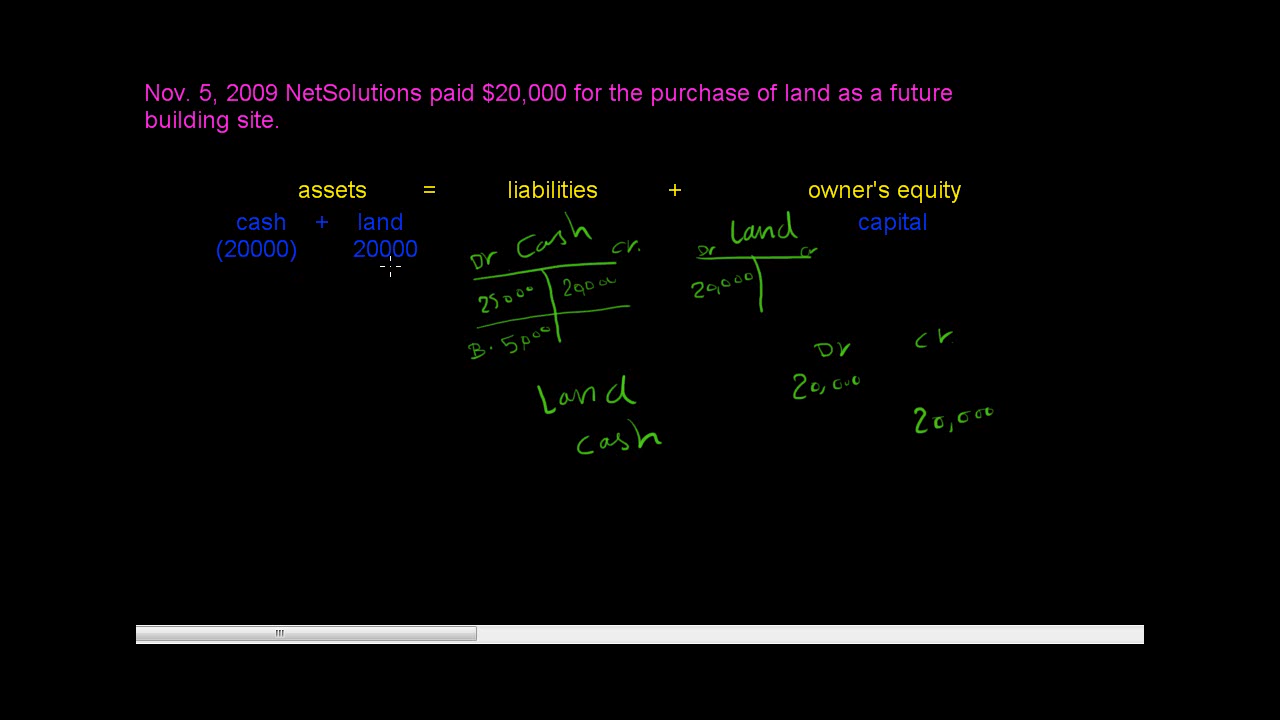 Nov. 5, 2009 NetSolutions paid $20,000 for the purchase of land as a future
building site.
assets = liabilities + owner's equity
cash + land capital
(20000) 20000
Dr Cash Cr.
25000 20000
B. 5,000
Land
Dr Cr
20,000
Dr Cr.
Land 20,000
Cash 20,000